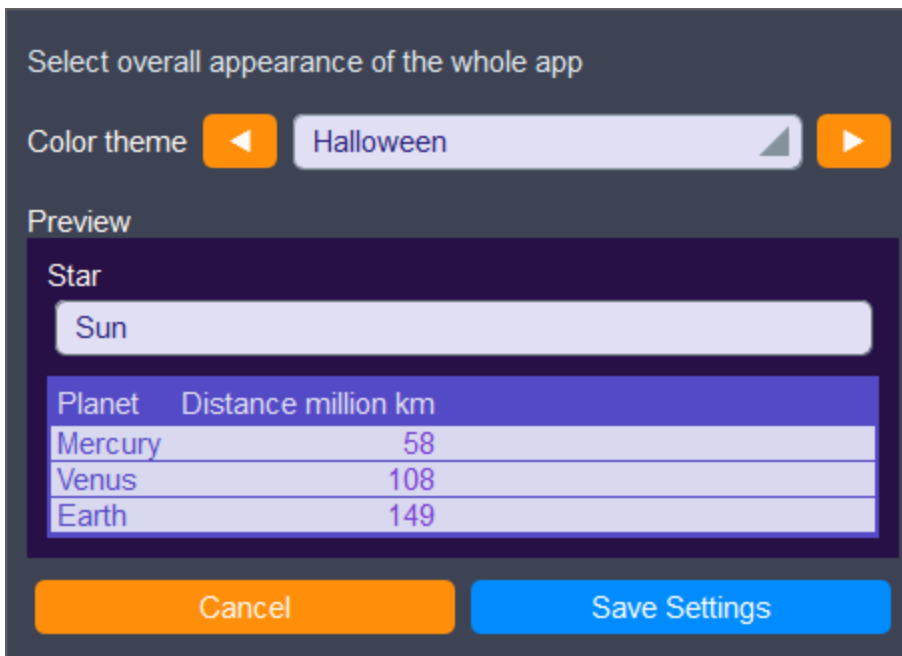 Select overall appearance of the whole app
Color theme Halloween
Preview
Star
Sun
Planet Distance million km
Mercury 58
Venus 108
Earth 149
Cancel Save Settings